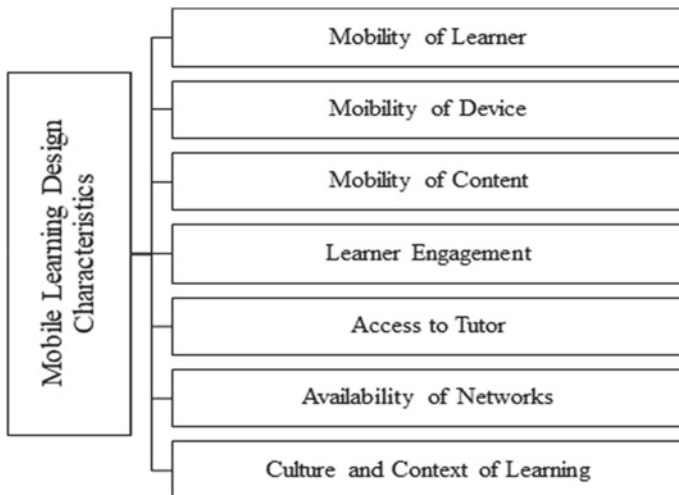 Mobile Learning Design
Characteristics
Mobility of Learner
Moibility of Device
Mobility of Content
Learner Engagement
Access to Tutor
Availability of Networks
Culture and Context of Learning